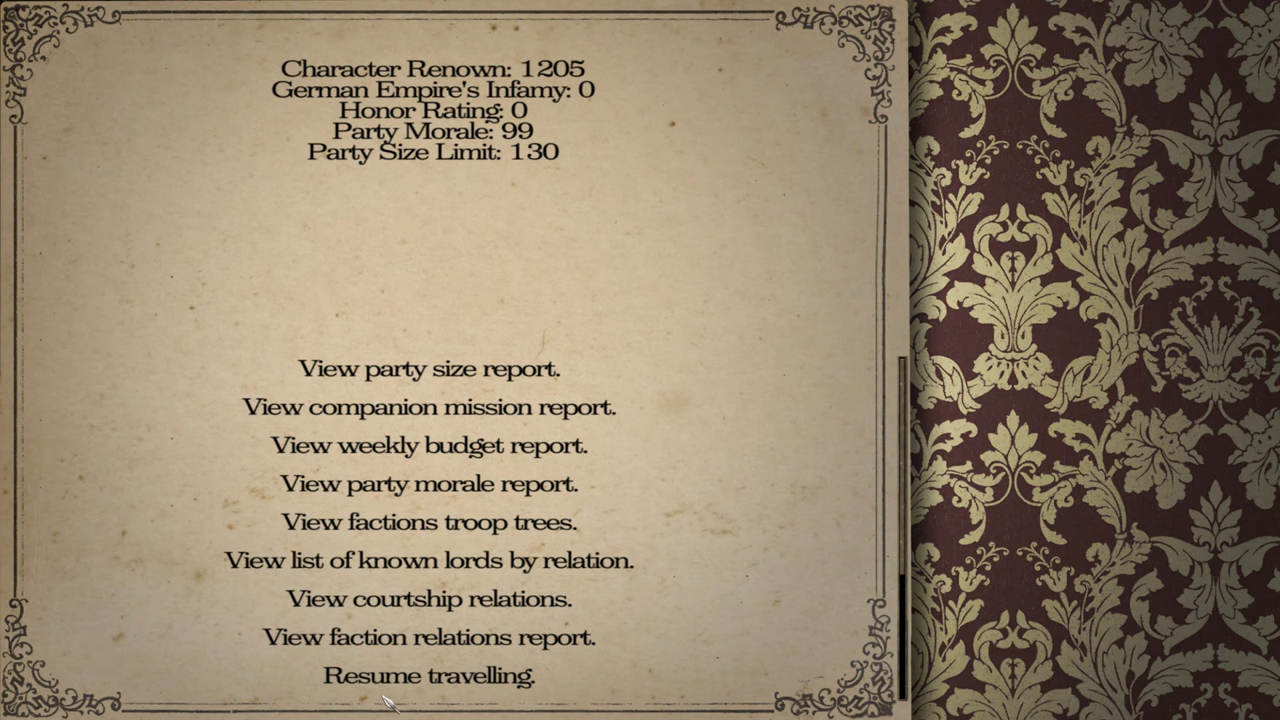 Character Renown: 1205
German Empire's Infamy: 0
Honor Rating: 0
Party Morale: 99
Party Size Limit: 130
View party size report.
View companion mission report.
View weekly budget report.
View party morale report.
View factions troop trees.
View list of known lords by relation.
View courtship relations.
View faction relations report.
Resume travelling.